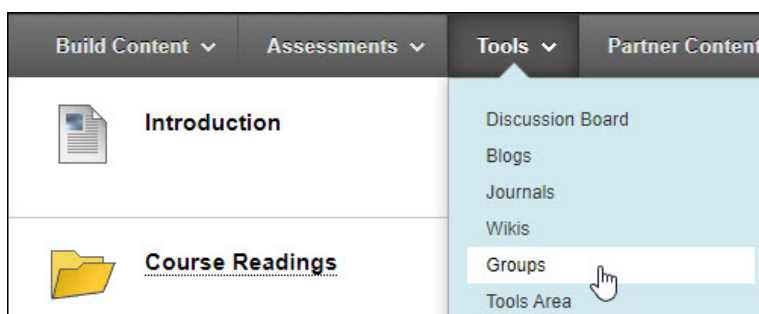 Build Content Assessments Tools Partner Content
Introduction
Course Readings
Discussion Board
Blogs
Journals
Wikis
Groups
Tools Area